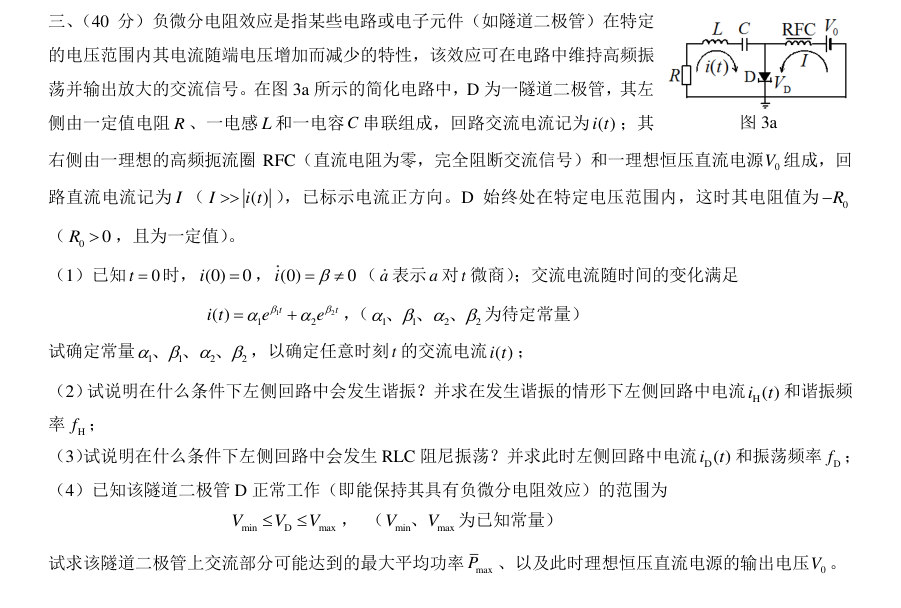 三、（40 分）负微分电阻效应是指某些电路或电子元件（如隧道二极管）在特定
的电压范围内其电流随端电压增加而减少的特性，该效应可在电路中维持高频振
荡并输出放大的交流信号。在图 3a 所示的简化电路中，D 为一隧道二极管，其左
侧由一定值电阻 R 、一电感 L 和一电容 C 串联组成，回路交流电流记为 i(t) ；其
L C RFC V₀
R i(t) D V_D I
图 3a
右侧由一理想的高频扼流圈 RFC（直流电阻为零，完全阻断交流信号）和一理想恒压直流电源V₀ 组成，回
路直流电流记为 I （ I >> |i(t)| ），已标示电流正方向。D 始终处在特定电压范围内，这时其电阻值为 −R₀
（ R₀ > 0 ，且为一定值）。
（1）已知 t = 0 时， i(0) = 0 ， i̇(0) = β ≠ 0 （ ȧ 表示 a 对 t 微商）；交流电流随时间的变化满足
i(t) = α₁e^{β₁t} + α₂e^{β₂t} ，（ α₁、β₁、α₂、β₂ 为待定常量）
试确定常量 α₁、β₁、α₂、β₂ ，以确定任意时刻 t 的交流电流 i(t) ；
（2）试说明在什么条件下左侧回路中会发生谐振？并求在发生谐振的情形下左侧回路中电流 i_H(t) 和谐振频
率 f_H ；
（3）试说明在什么条件下左侧回路中会发生 RLC 阻尼振荡？并求此时左侧回路中电流 i_D(t) 和振荡频率 f_D ；
（4）已知该隧道二极管 D 正常工作（即能保持其具有负微分电阻效应）的范围为
V_min ≤ V_D ≤ V_max ， （ V_min、V_max 为已知常量）
试求该隧道二极管上交流部分可能达到的最大平均功率 P̅_max 、以及此时理想恒压直流电源的输出电压V₀ 。